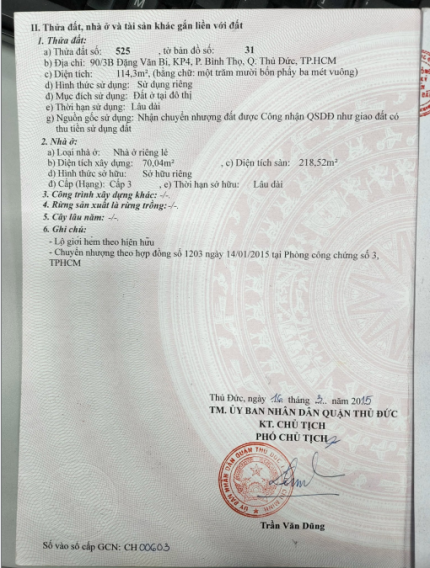 II. Thửa đất, nhà ở và tài sản khác gắn liền với đất
1. Thửa đất:
a) Thửa đất số: 525 , tờ bản đồ số: 31
b) Địa chỉ: 90/3B Đặng Văn Bi, KP4, P. Bình Thọ, Q. Thủ Đức, TP.HCM
c) Diện tích: 114,3m², (bằng chữ: một trăm mười bốn phẩy ba mét vuông)
d) Hình thức sử dụng: Sử dụng riêng
đ) Mục đích sử dụng: Đất ở tại đô thị
e) Thời hạn sử dụng: Lâu dài
g) Nguồn gốc sử dụng: Nhận chuyển nhượng đất được Công nhận QSDĐ như giao đất có
thu tiền sử dụng đất
2. Nhà ở:
a) Loại nhà ở: Nhà ở riêng lẻ
b) Diện tích xây dựng: 70,04m² , c) Diện tích sàn: 218,52m²
d) Hình thức sở hữu: Sở hữu riêng
đ) Cấp (Hạng): Cấp 3 , e) Thời hạn sở hữu: Lâu dài
3. Công trình xây dựng khác: -/-
4. Rừng sản xuất là rừng trồng: -/-
5. Cây lâu năm: -/-
6. Ghi chú:
- Lộ giới hẻm theo hiện hữu
- Chuyển nhượng theo hợp đồng số 1203 ngày 14/01/2015 tại Phòng công chứng số 3,
TPHCM
Thủ Đức, ngày tháng năm 2015
TM. ỦY BAN NHÂN DÂN QUẬN THỦ ĐỨC
KT. CHỦ TỊCH
PHÓ CHỦ TỊCH
Trần Văn Dũng
Số vào sổ cấp GCN: CH 00603